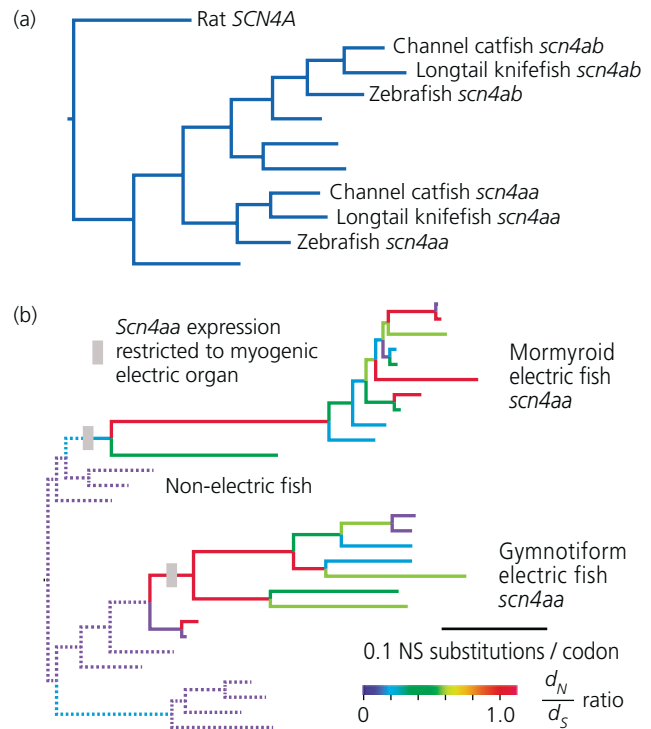 (a)
Rat SCN4A
Channel catfish scn4ab
Longtail knifefish scn4ab
Zebrafish scn4ab
Channel catfish scn4aa
Longtail knifefish scn4aa
Zebrafish scn4aa
(b)
Scn4aa expression
restricted to myogenic
electric organ
Mormyroid
electric fish
scn4aa
Non-electric fish
Gymnotiform
electric fish
scn4aa
0.1 NS substitutions / codon
dN
dS
ratio
0
1.0